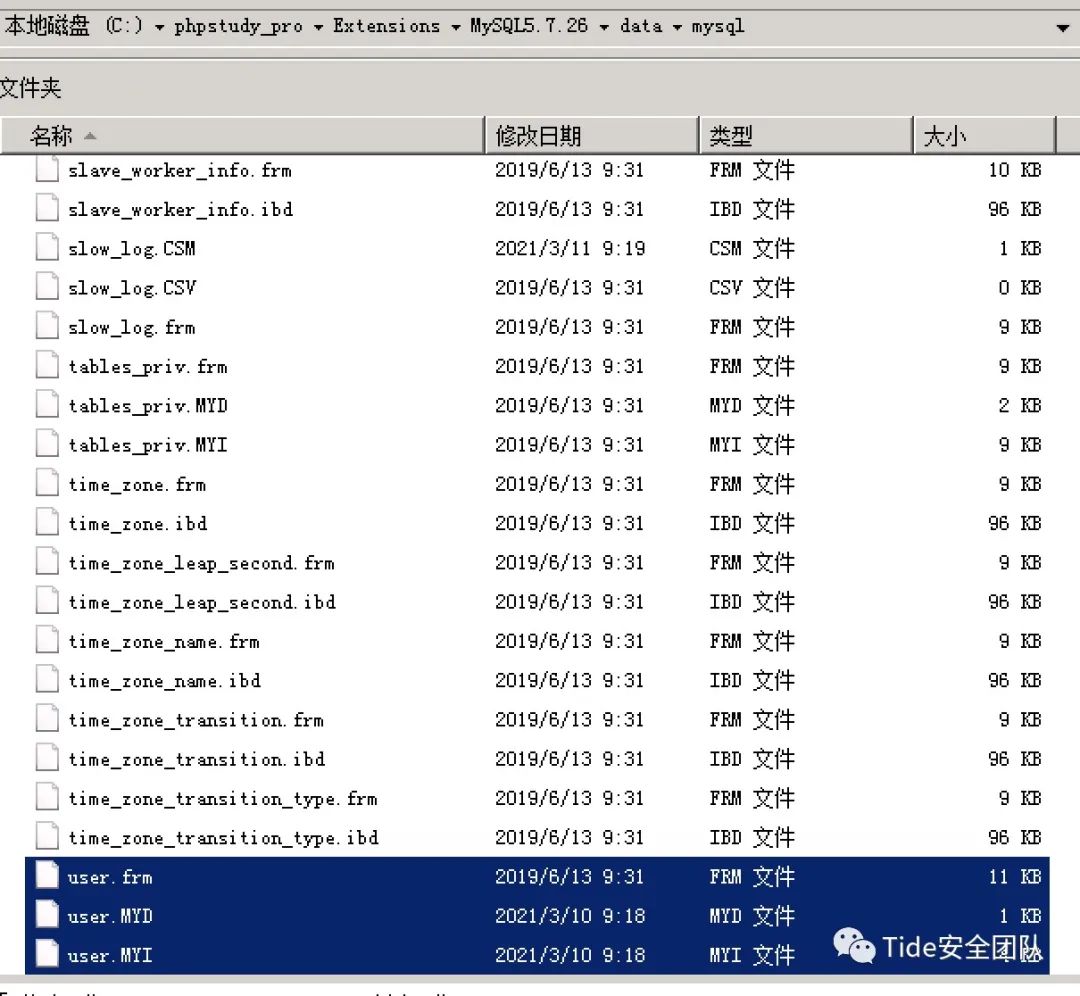 本地磁盘 (C:) phpstudy_pro Extensions MySQL5.7.26 data mysql
文件夹
名称 修改日期 类型 大小
slave_worker_info.frm 2019/6/13 9:31 FRM 文件 10 KB
slave_worker_info.ibd 2019/6/13 9:31 IBD 文件 96 KB
slow_log.CSM 2021/3/11 9:19 CSM 文件 1 KB
slow_log.CSV 2019/6/13 9:31 CSV 文件 0 KB
slow_log.frm 2019/6/13 9:31 FRM 文件 9 KB
tables_priv.frm 2019/6/13 9:31 FRM 文件 9 KB
tables_priv.MYD 2019/6/13 9:31 MYD 文件 2 KB
tables_priv.MYI 2019/6/13 9:31 MYI 文件 9 KB
time_zone.frm 2019/6/13 9:31 FRM 文件 9 KB
time_zone.ibd 2019/6/13 9:31 IBD 文件 96 KB
time_zone_leap_second.frm 2019/6/13 9:31 FRM 文件 9 KB
time_zone_leap_second.ibd 2019/6/13 9:31 IBD 文件 96 KB
time_zone_name.frm 2019/6/13 9:31 FRM 文件 9 KB
time_zone_name.ibd 2019/6/13 9:31 IBD 文件 96 KB
time_zone_transition.frm 2019/6/13 9:31 FRM 文件 9 KB
time_zone_transition.ibd 2019/6/13 9:31 IBD 文件 96 KB
time_zone_transition_type.frm 2019/6/13 9:31 FRM 文件 9 KB
time_zone_transition_type.ibd 2019/6/13 9:31 IBD 文件 96 KB
user.frm 2019/6/13 9:31 FRM 文件 11 KB
user.MYD 2021/3/10 9:18 MYD 文件 1 KB
user.MYI 2021/3/10 9:18 MYI 文件 KB
Tide安全团队